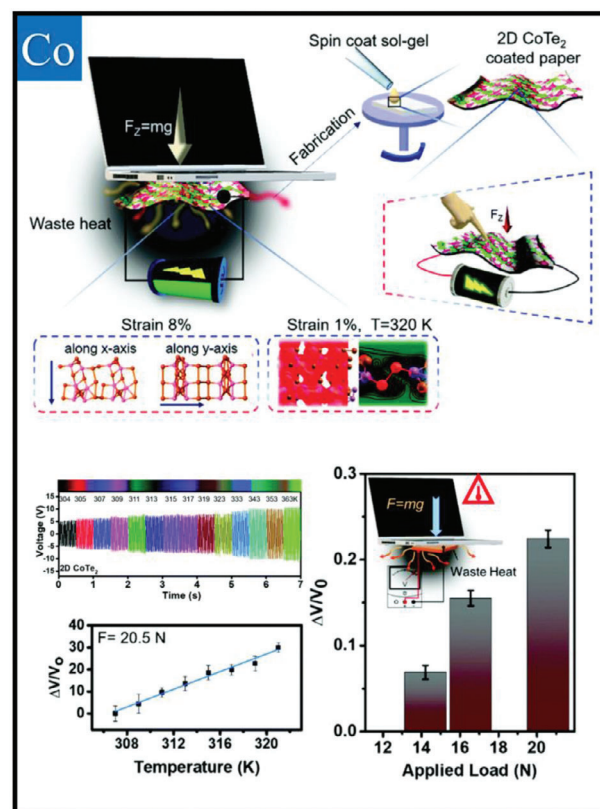 Co
Spin coat sol-gel
2D CoTe₂
coated paper
F_Z=mg
Fabrication
Waste heat
F_Z
Strain 8%
along x-axis
along y-axis
Strain 1%, T=320 K
304 305 307 309 311 313 315 317 319 323 333 343 353 363K
Voltage (V)
15
10
5
0
-5
-10
-15
2D CoTe₂
0 1 2 3 4 5 6 7
Time (s)
F= 20.5 N
ΔV/V₀
40
30
20
10
0
308 312 316 320
Temperature (K)
ΔV/V₀
0.3
0.2
0.1
0.0
F=mg
Waste Heat
12 14 16 18 20
Applied Load (N)